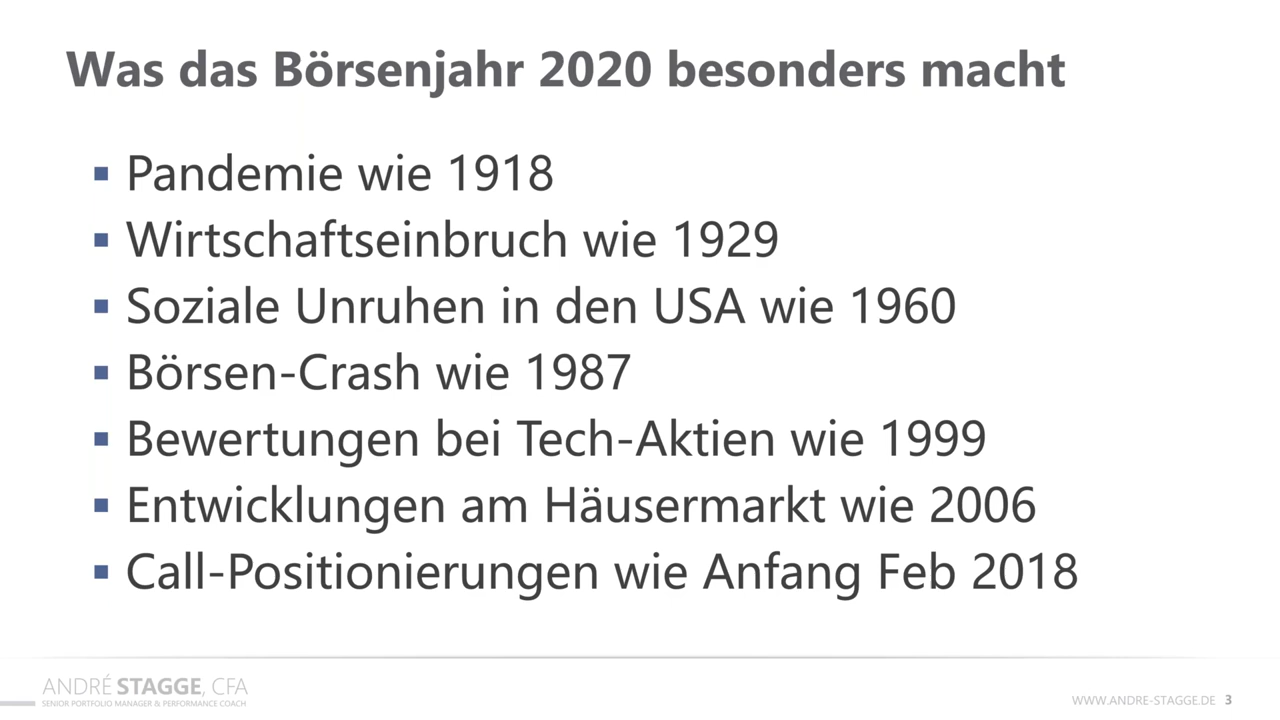 Was das Börsenjahr 2020 besonders macht
▪ Pandemie wie 1918
▪ Wirtschaftseinbruch wie 1929
▪ Soziale Unruhen in den USA wie 1960
▪ Börsen-Crash wie 1987
▪ Bewertungen bei Tech-Aktien wie 1999
▪ Entwicklungen am Häusermarkt wie 2006
▪ Call-Positionierungen wie Anfang Feb 2018
ANDRÉ STAGGE, CFA
SENIOR PORTFOLIO MANAGER & PERFORMANCE COACH
WWW.ANDRE-STAGGE.DE 3